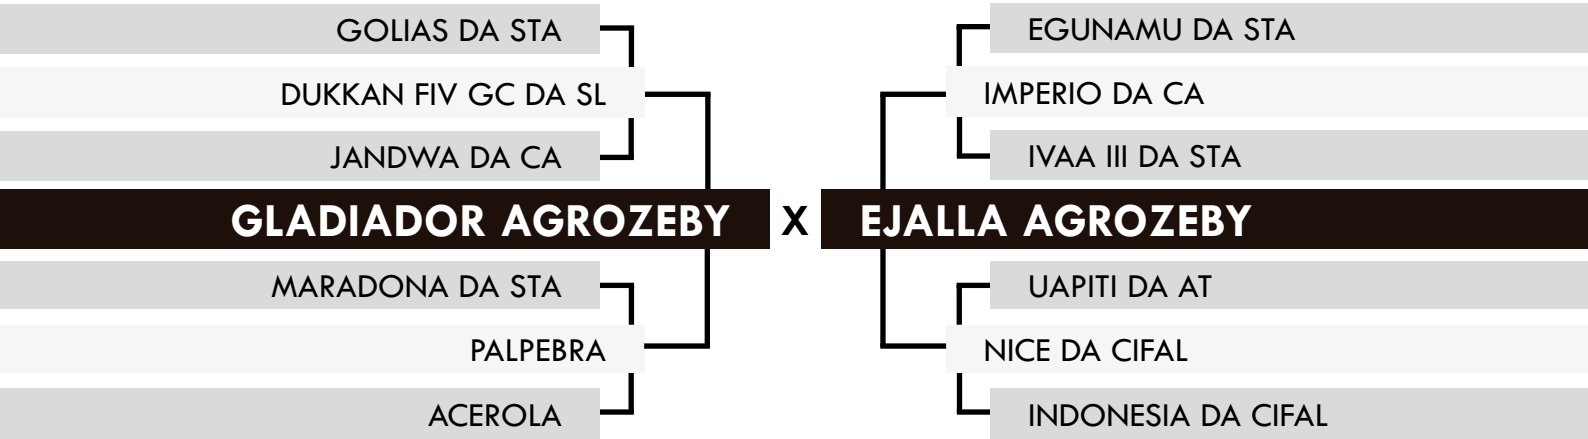 GOLIAS DA STA
DUKKAN FIV GC DA SL
JANDWA DA CA
GLADIADOR AGROZEBY
MARADONA DA STA
PALPEBRA
ACEROLA
X
EGUNAMU DA STA
IMPERIO DA CA
IVAA III DA STA
EJALLA AGROZEBY
UAPITI DA AT
NICE DA CIFAL
INDONESIA DA CIFAL